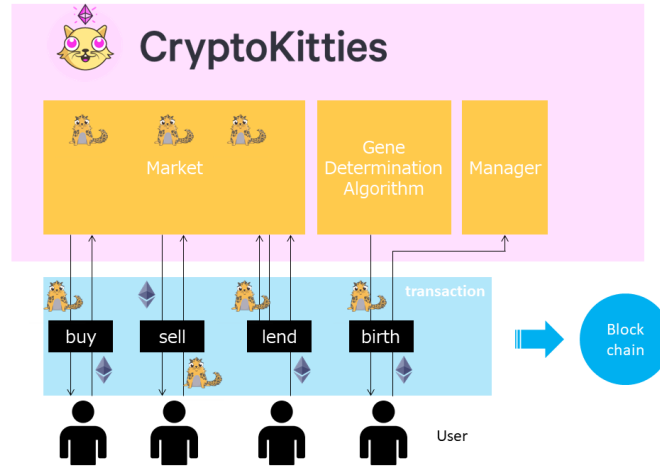 CryptoKitties
Market
Gene
Determination
Algorithm
Manager
transaction
buy
sell
lend
birth
Block
chain
User